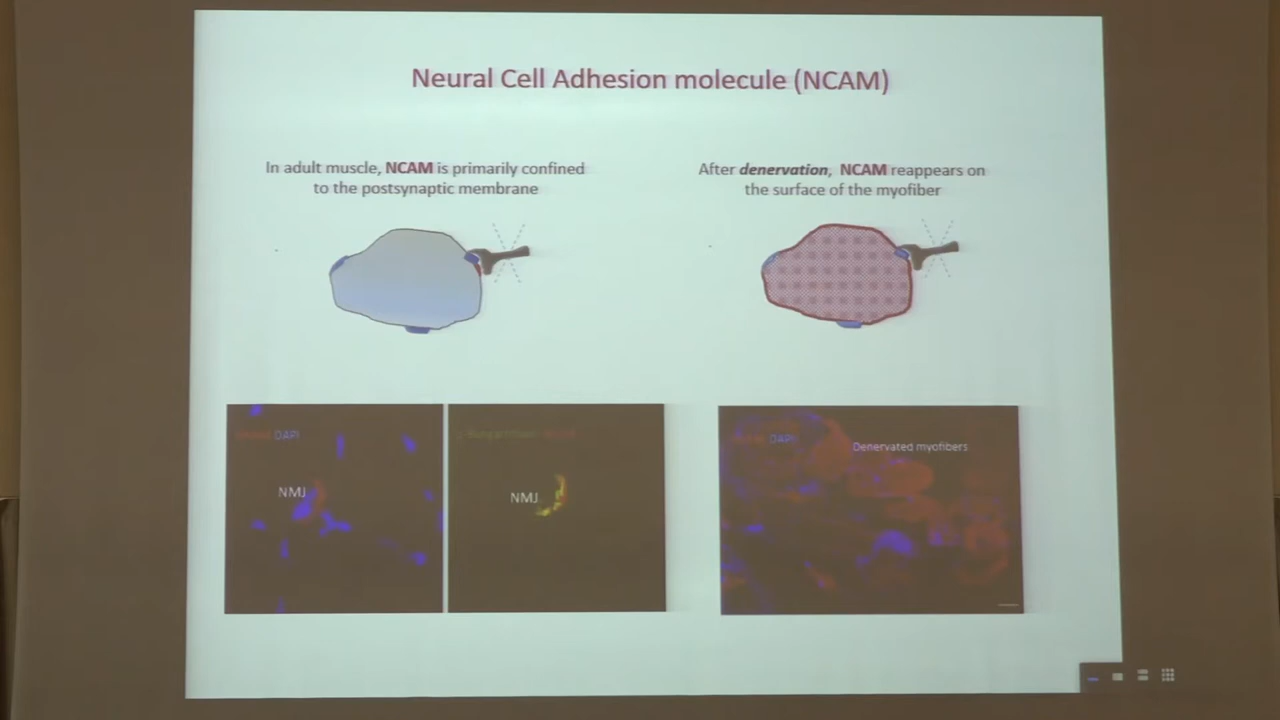 Neural Cell Adhesion molecule (NCAM)
In adult muscle, NCAM is primarily confined
to the postsynaptic membrane
After denervation, NCAM reappears on
the surface of the myofiber
DAPI
NMJ
NMJ
DAPI
Denervated myofibers